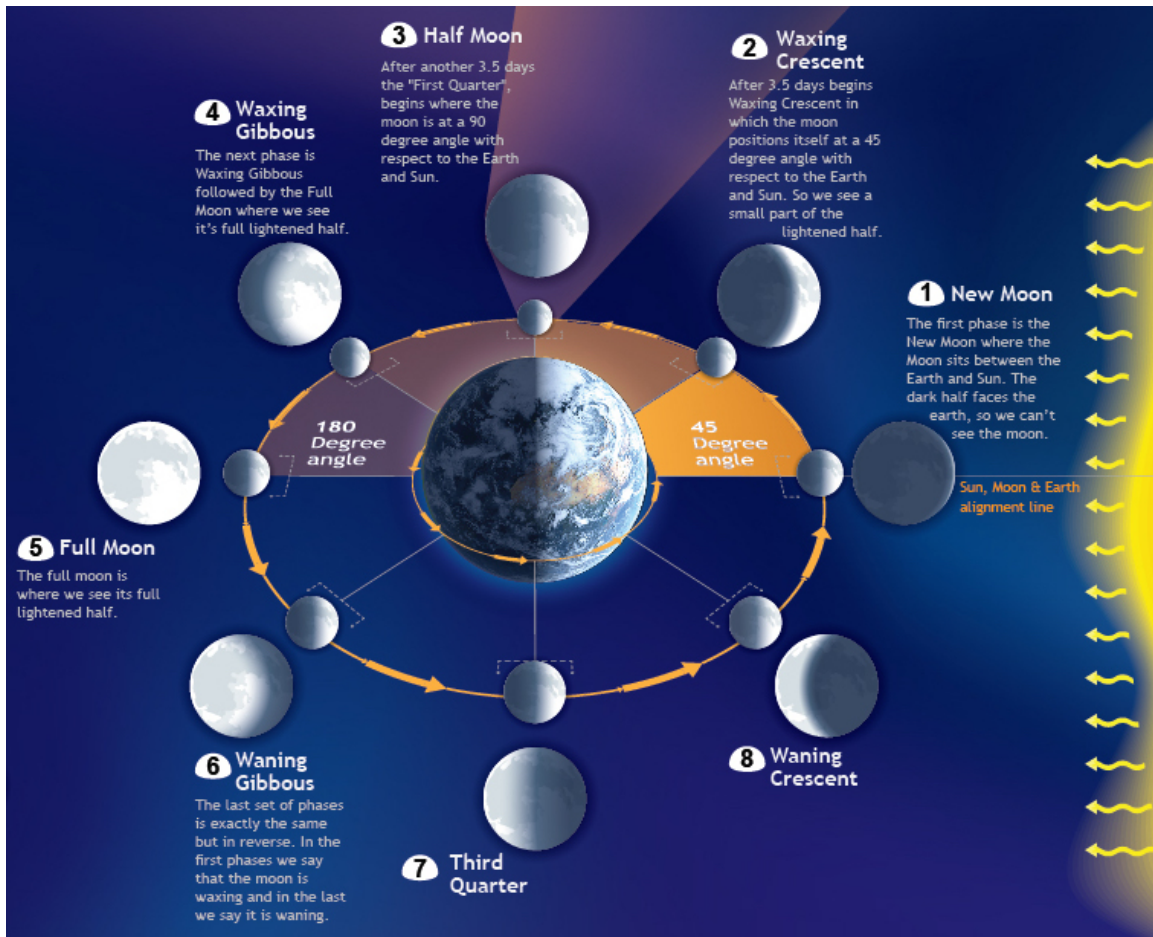 1 New Moon
The first phase is the
New Moon where the
Moon sits between the
Earth and Sun. The
dark half faces the
earth, so we can't
see the moon.
Sun, Moon & Earth
alignment line
2 Waxing
Crescent
After 3.5 days begins
Waxing Crescent in
which the moon
positions itself at a 45
degree angle with
respect to the Earth
and Sun. So we see a
small part of the
lightened half.
3 Half Moon
After another 3.5 days
the "First Quarter",
begins where the
moon is at a 90
degree angle with
respect to the Earth
and Sun.
4 Waxing
Gibbous
The next phase is
Waxing Gibbous
followed by the Full
Moon where we see
it's full lightened half.
180
Degree
angle
45
Degree
angle
5 Full Moon
The full moon is
where we see its full
lightened half.
6 Waning
Gibbous
The last set of phases
is exactly the same
but in reverse. In the
first phases we say
that the moon is
waxing and in the last
we say it is waning.
7 Third
Quarter
8 Waning
Crescent